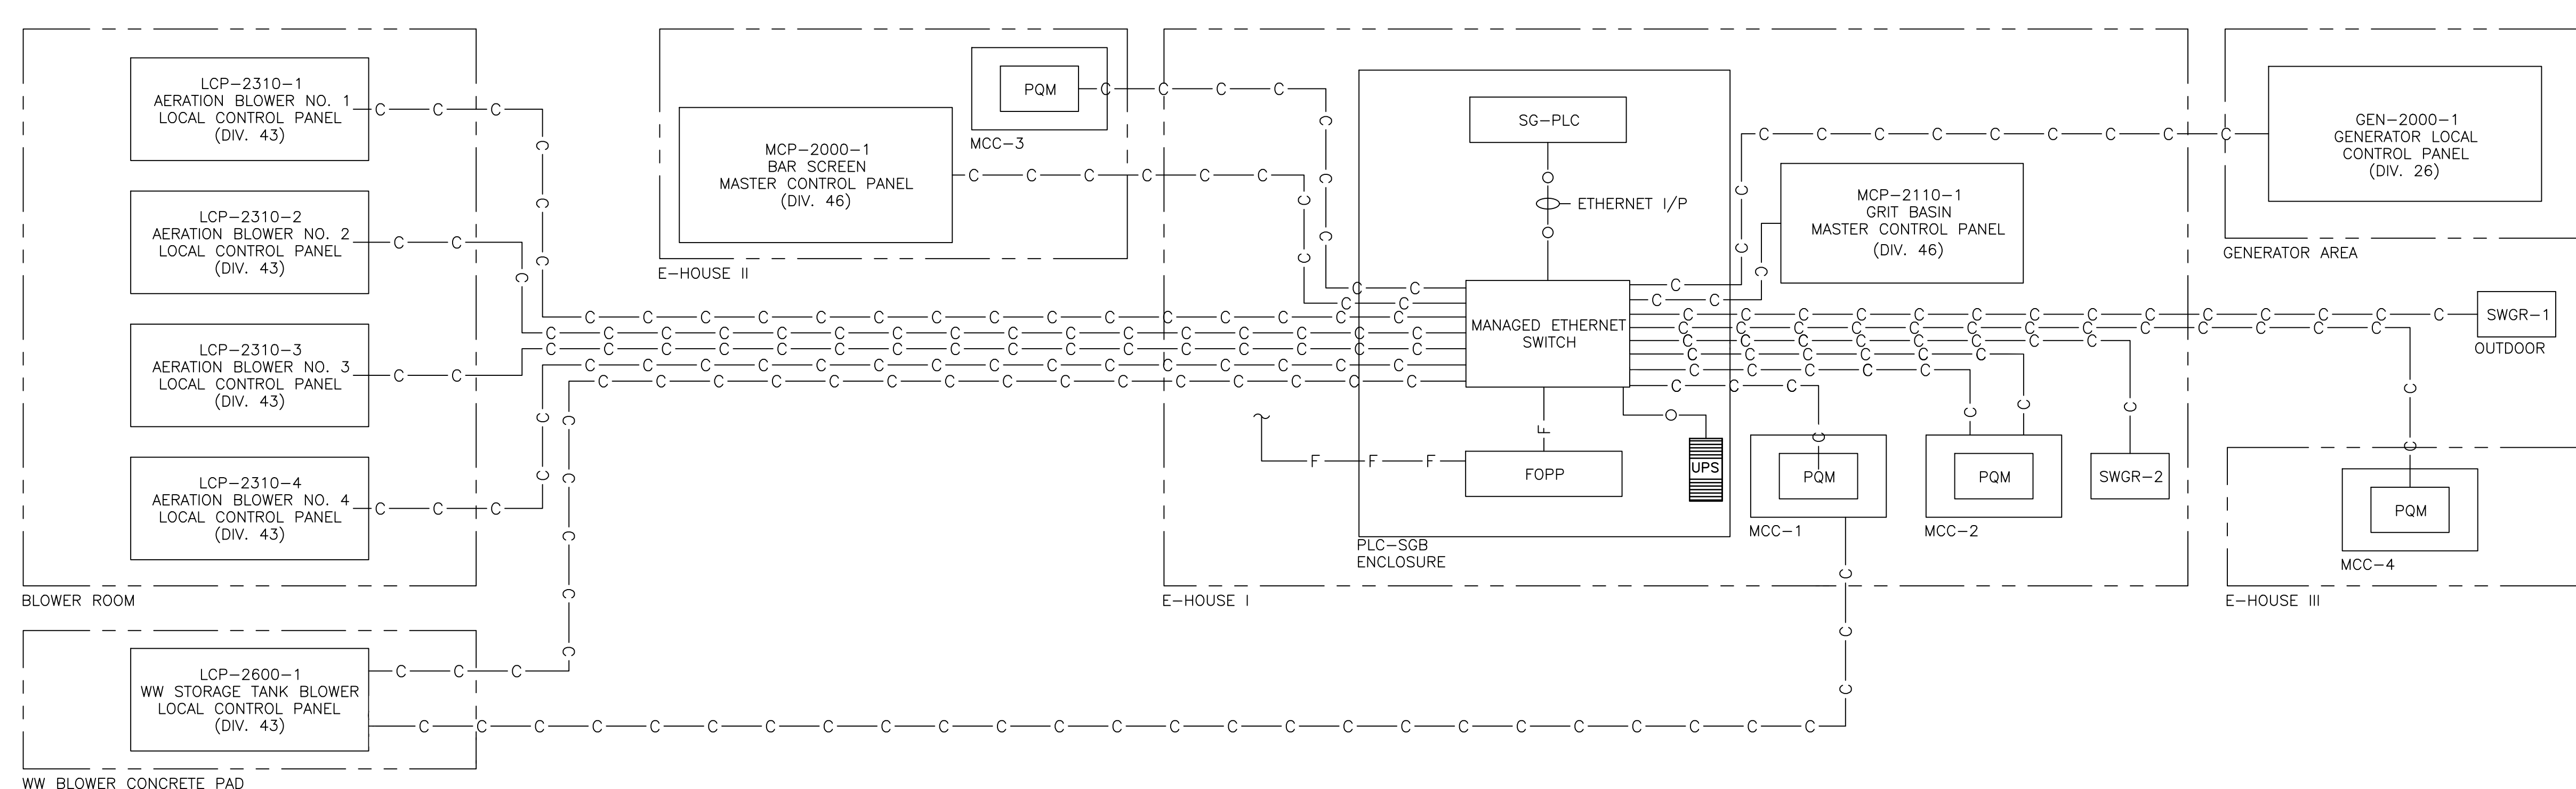 LCP-2310-1
AERATION BLOWER NO. 1
LOCAL CONTROL PANEL
(DIV. 43)
LCP-2310-2
AERATION BLOWER NO. 2
LOCAL CONTROL PANEL
(DIV. 43)
LCP-2310-3
AERATION BLOWER NO. 3
LOCAL CONTROL PANEL
(DIV. 43)
LCP-2310-4
AERATION BLOWER NO. 4
LOCAL CONTROL PANEL
(DIV. 43)
BLOWER ROOM
LCP-2600-1
WW STORAGE TANK BLOWER
LOCAL CONTROL PANEL
(DIV. 43)
WW BLOWER CONCRETE PAD
MCP-2000-1
BAR SCREEN
MASTER CONTROL PANEL
(DIV. 46)
PQM
MCC-3
E-HOUSE II
SG-PLC
ETHERNET I/P
MANAGED ETHERNET
SWITCH
FOPP
UPS
PLC-SGB
ENCLOSURE
E-HOUSE I
MCP-2110-1
GRIT BASIN
MASTER CONTROL PANEL
(DIV. 46)
PQM
MCC-1
PQM
MCC-2
SWGR-2
GEN-2000-1
GENERATOR LOCAL
CONTROL PANEL
(DIV. 26)
GENERATOR AREA
SWGR-1
OUTDOOR
PQM
MCC-4
E-HOUSE III